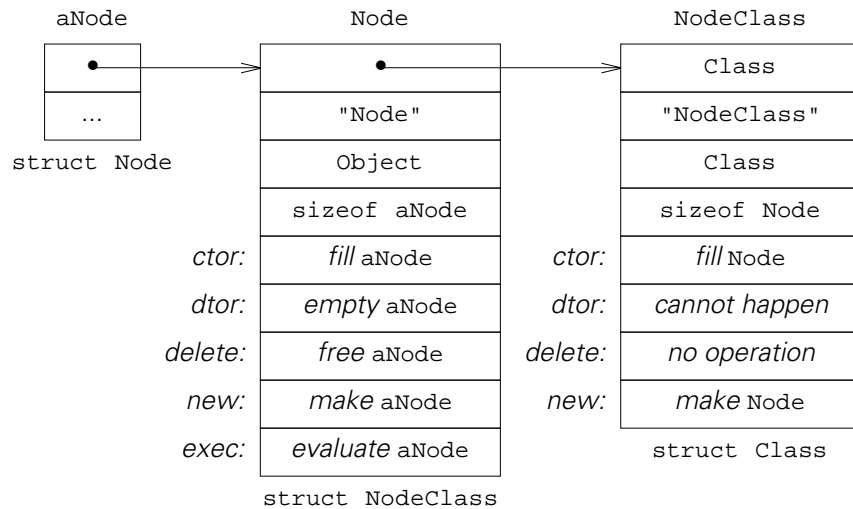 aNode Node NodeClass
Class
... "Node" "NodeClass"
struct Node Object Class
sizeof aNode sizeof Node
ctor: fill aNode ctor: fill Node
dtor: empty aNode dtor: cannot happen
delete: free aNode delete: no operation
new: make aNode new: make Node
exec: evaluate aNode struct Class
struct NodeClass